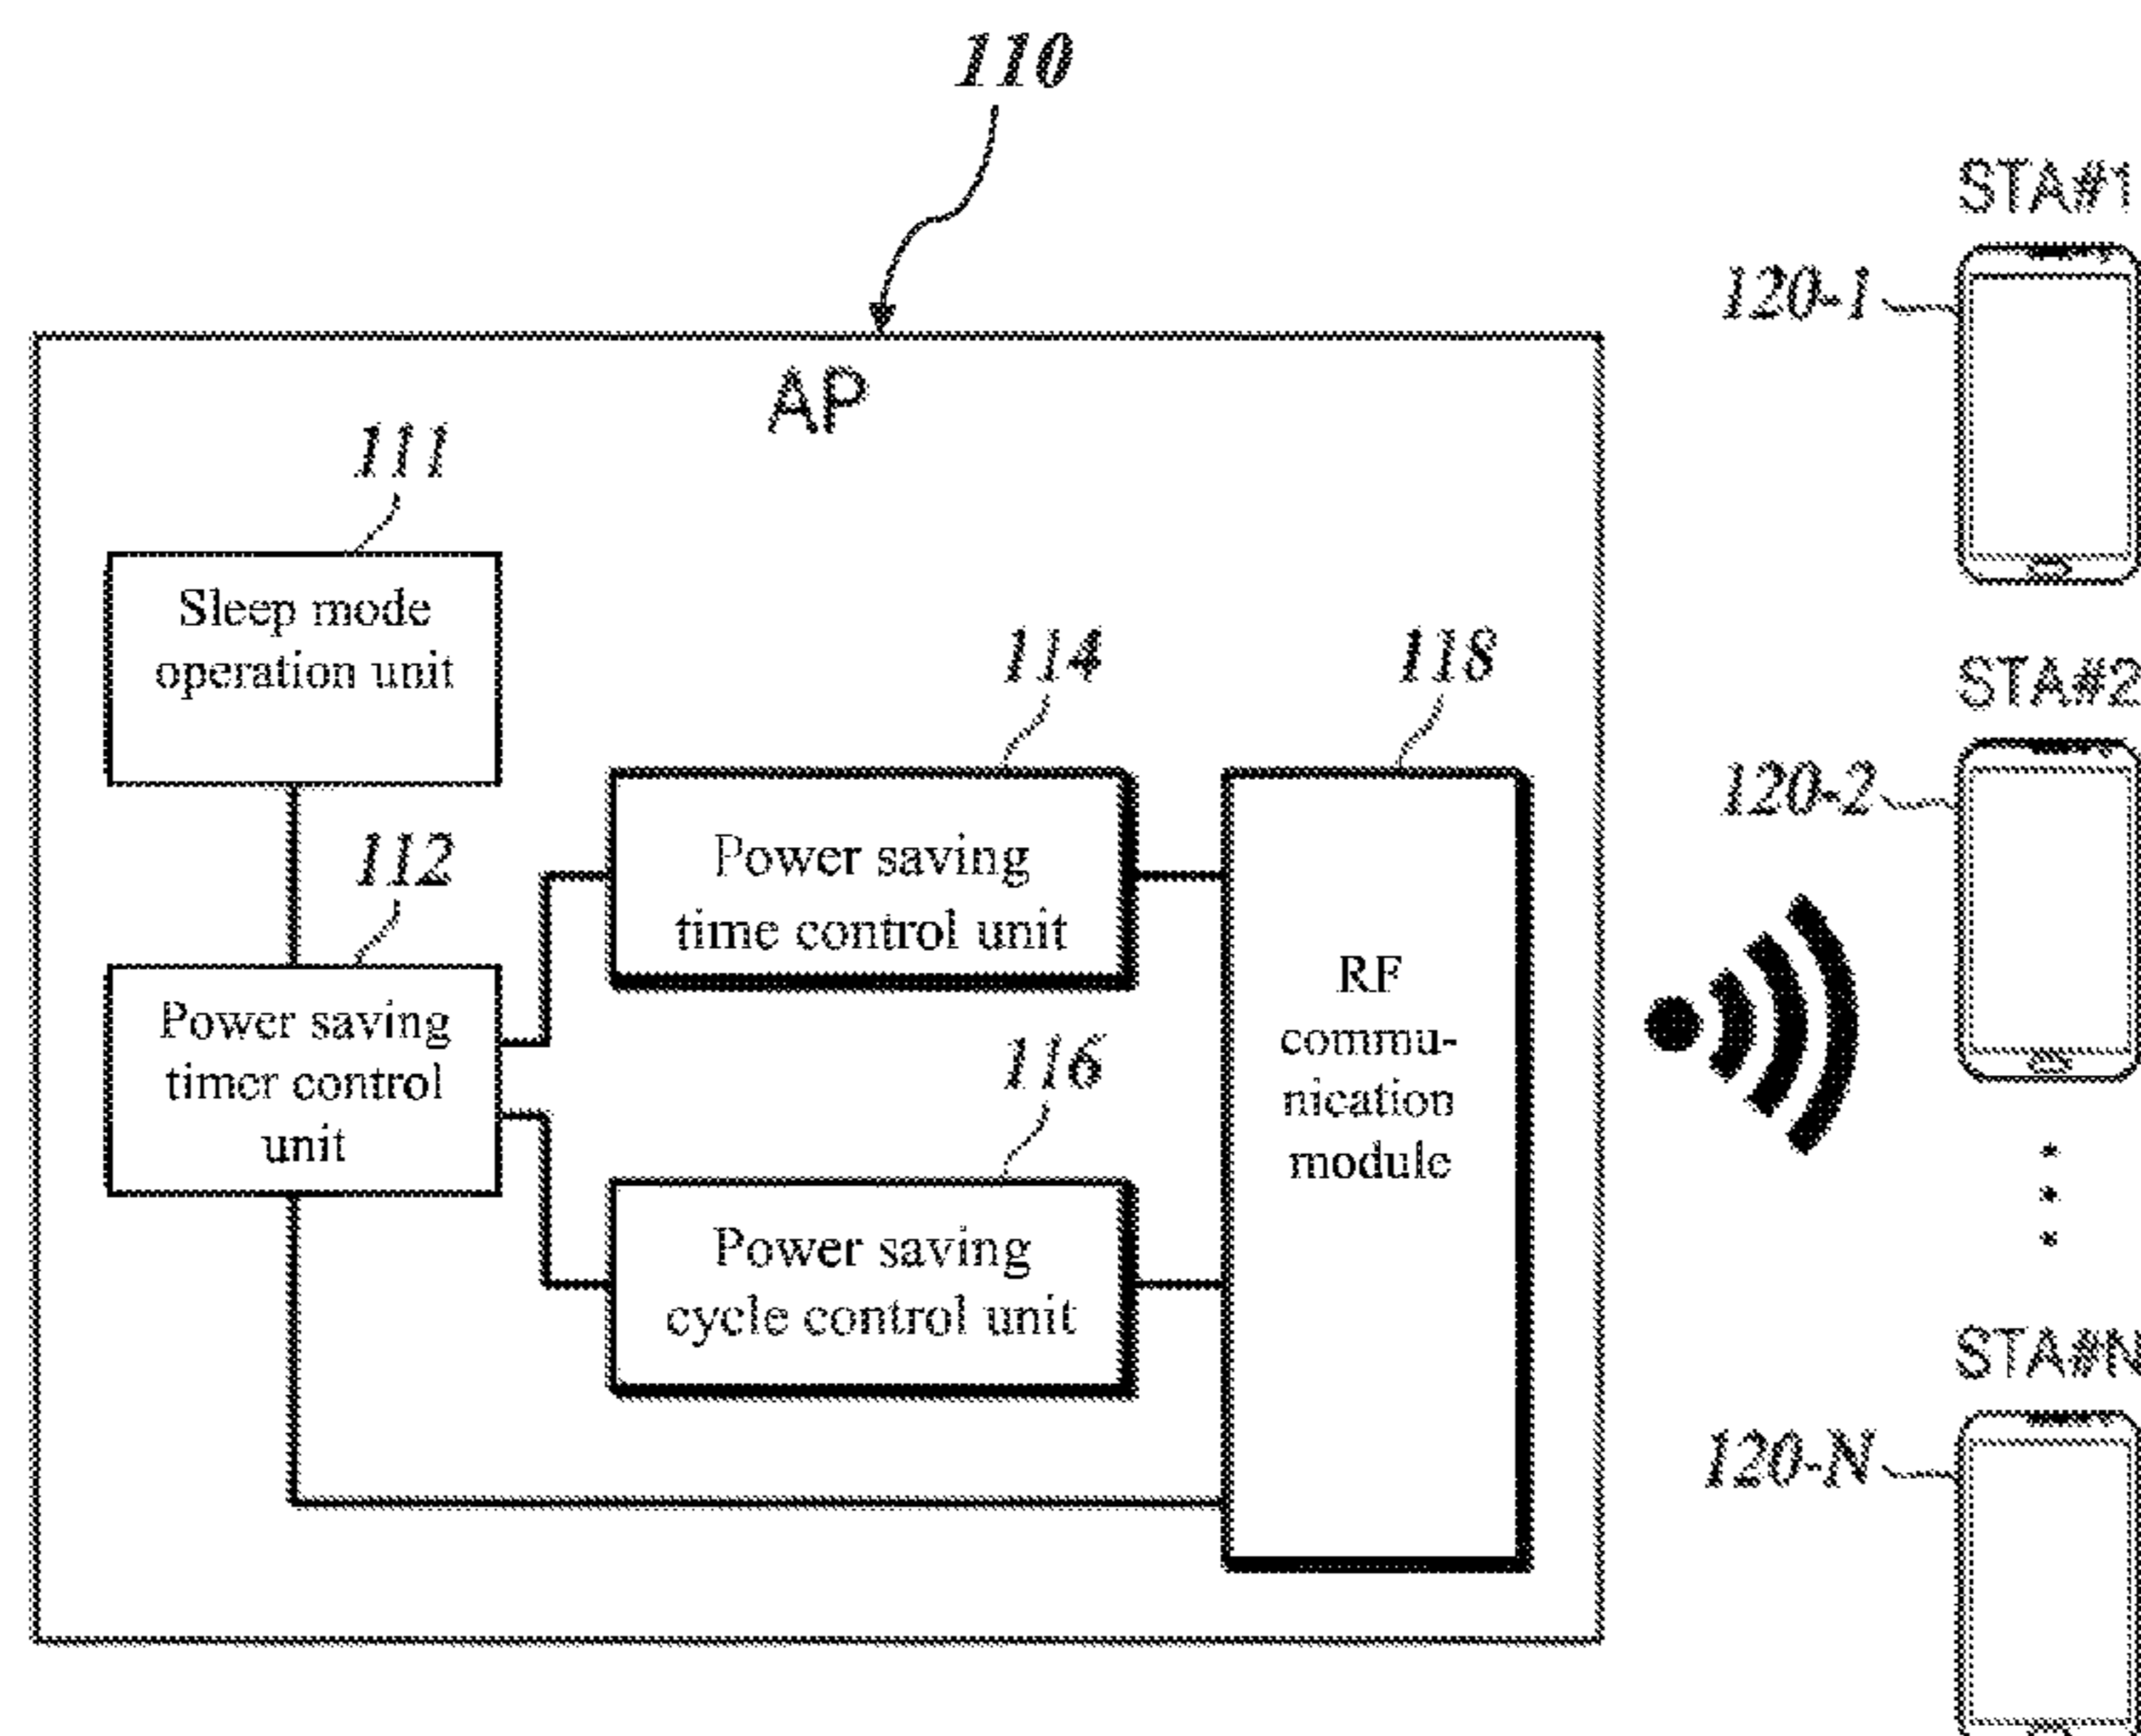 110
STA#1
120-1
AP
111
Sleep mode
operation unit
114
118
STA#2
120-2
112
Power saving
time control unit
RF
commu-
nication
module
Power saving
timer control
unit
116
Power saving
cycle control unit
STA#N
120-N